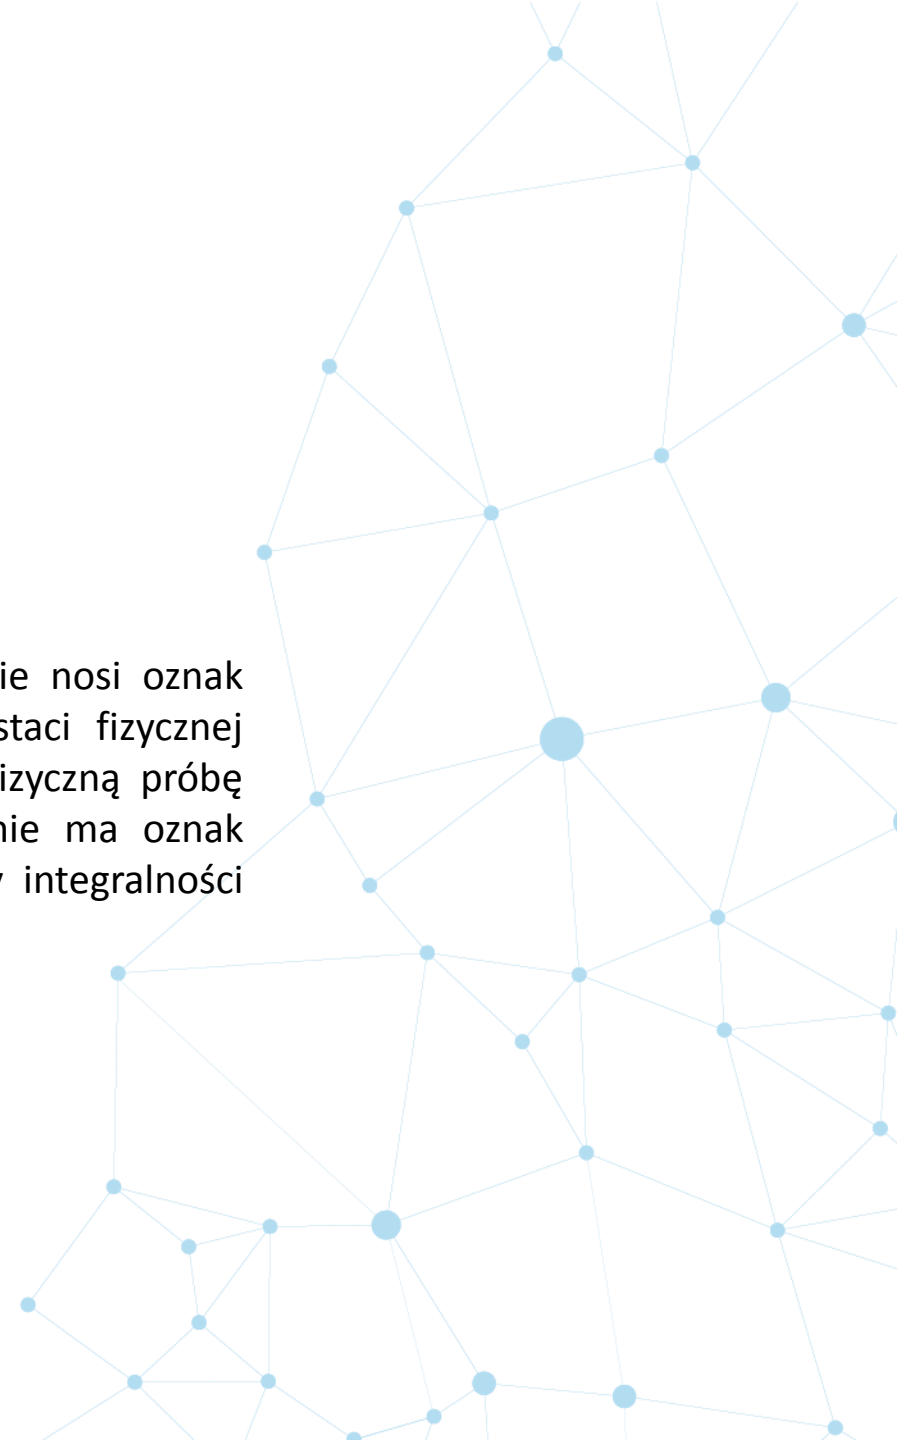 ie nosi oznak
staci fizycznej
izyczną próbę
nie ma oznak
integralności